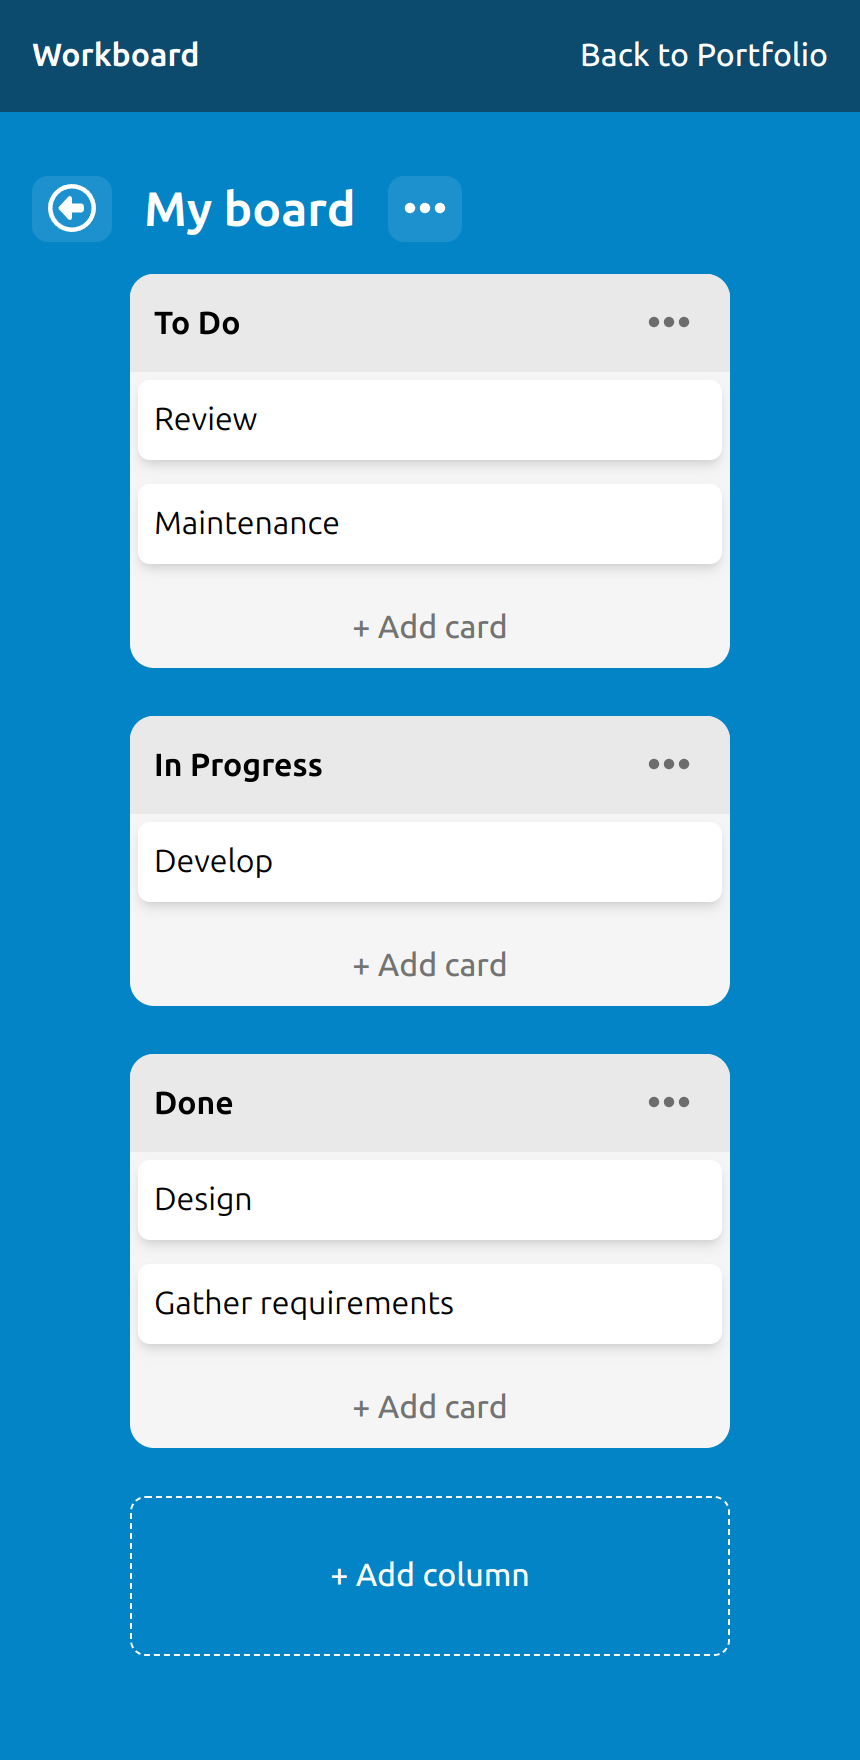 Workboard
Back to Portfolio
My board
To Do
Review
Maintenance
+ Add card
In Progress
Develop
+ Add card
Done
Design
Gather requirements
+ Add card
+ Add column